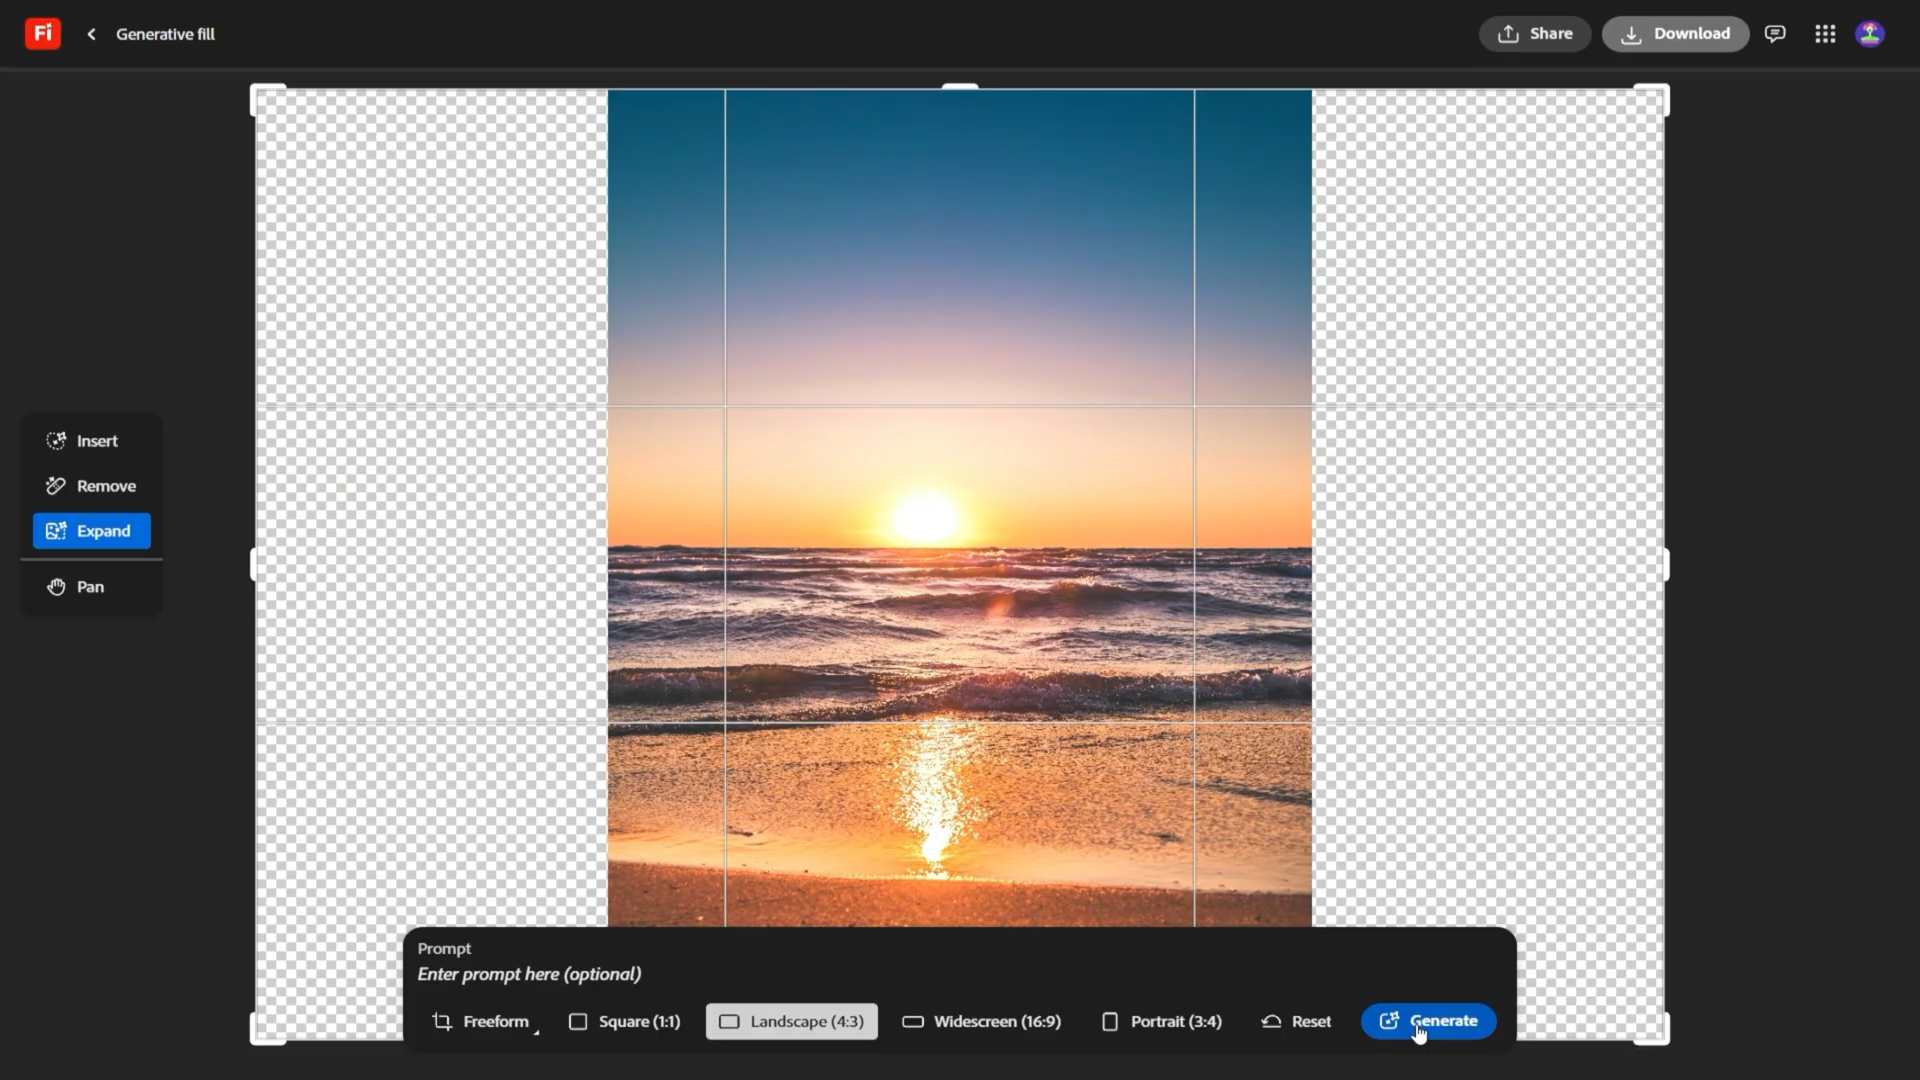 Fi
Generative fill
Share
Download
Insert
Remove
Expand
Pan
Prompt
Enter prompt here (optional)
Freeform
Square (1:1)
Landscape (4:3)
Widescreen (16:9)
Portrait (3:4)
Reset
Generate